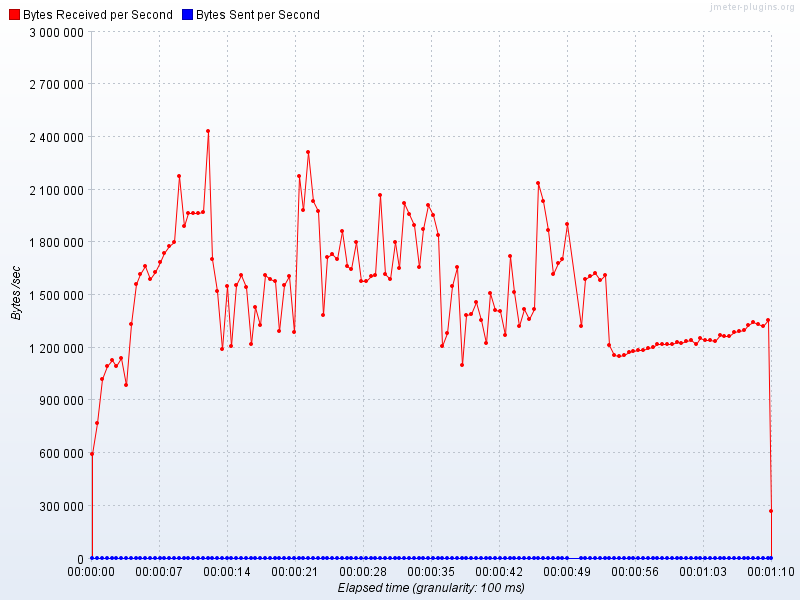 jmeter-plugins.org
Bytes Received per Second Bytes Sent per Second
3 000 000
2 700 000
2 400 000
2 100 000
1 800 000
1 500 000
1 200 000
900 000
600 000
300 000
0
Bytes/sec
00:00:00 00:00:07 00:00:14 00:00:21 00:00:28 00:00:35 00:00:42 00:00:49 00:00:56 00:01:03 00:01:10
Elapsed time (granularity: 100 ms)